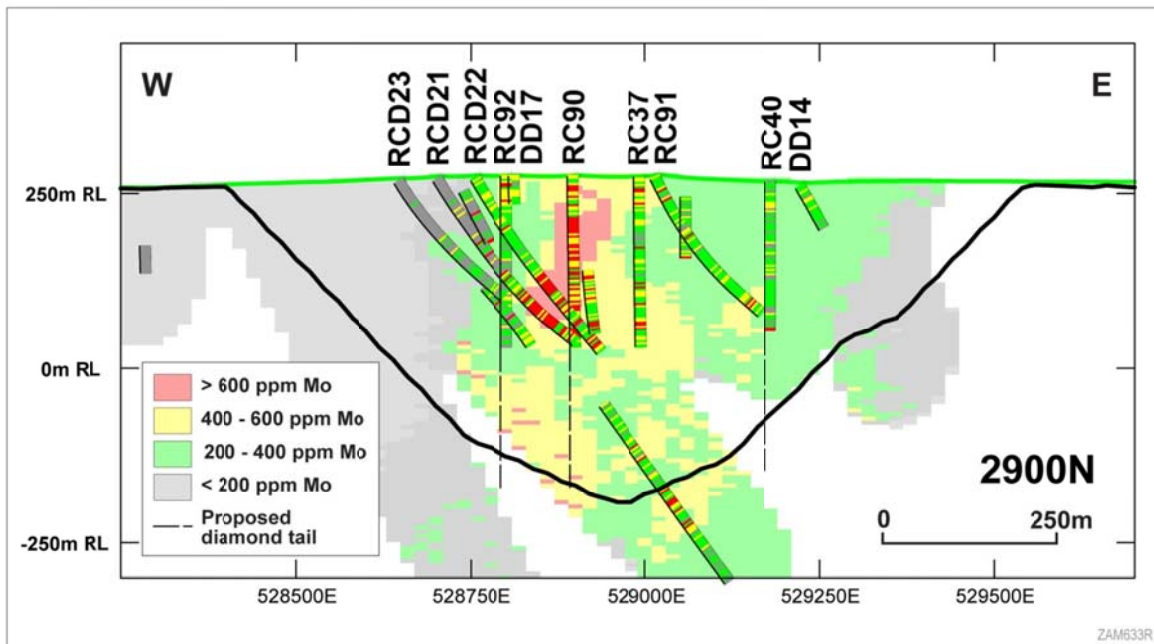 W
E
RCD23
RCD21
RCD22
RC92
DD17
RC90
RC37
RC91
RC40
DD14
250m RL
0m RL
-250m RL
> 600 ppm Mo
400 - 600 ppm Mo
200 - 400 ppm Mo
< 200 ppm Mo
Proposed
diamond tail
2900N
0 250m
528500E 528750E 529000E 529250E 529500E
ZAM633R